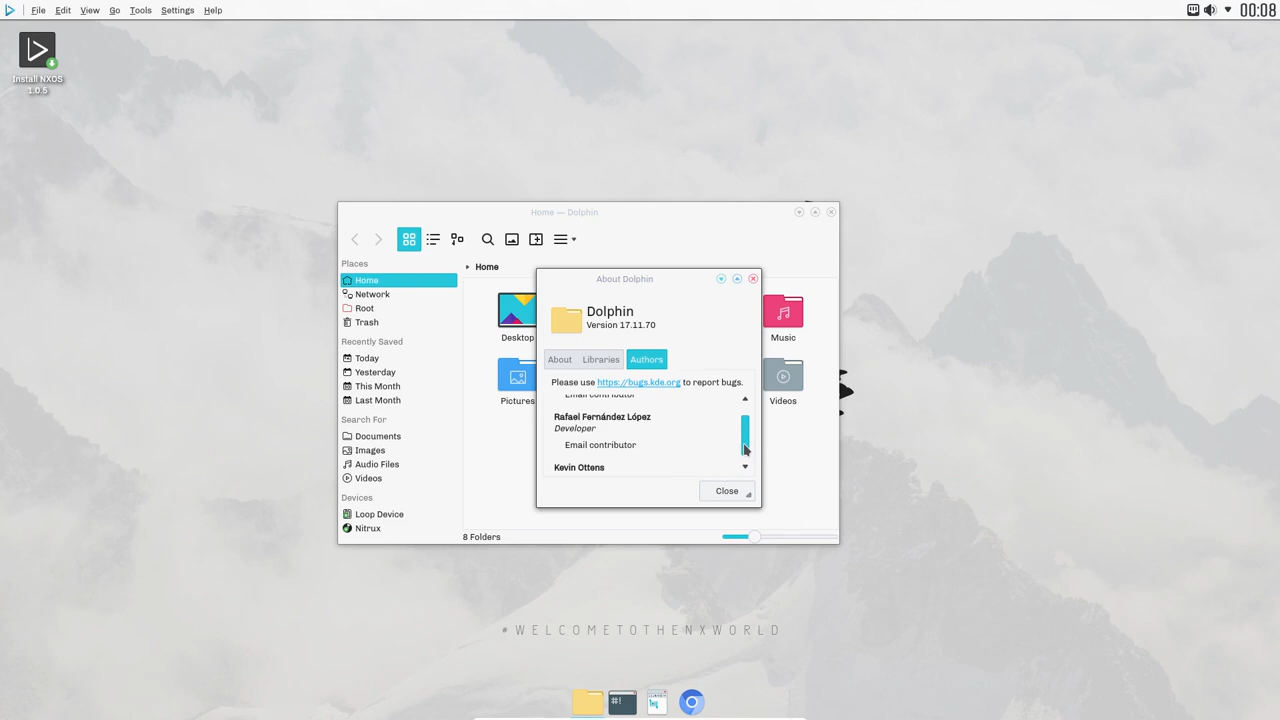 File Edit View Go Tools Settings Help
00:08
Install NXOS
1.0.5
Home — Dolphin
Places
Home
Home
Network
Root
Trash
Recently Saved
Today
Yesterday
This Month
Last Month
Search For
Documents
Images
Audio Files
Videos
Devices
Loop Device
Nitrux
Desktop
Music
Pictures
Videos
8 Folders
About Dolphin
Dolphin
Version 17.11.70
About Libraries Authors
Please use https://bugs.kde.org to report bugs.
Email contributor
Rafael Fernández López
Developer
Email contributor
Kevin Ottens
Close
#WELCOMETOTHENXWORLD
#!